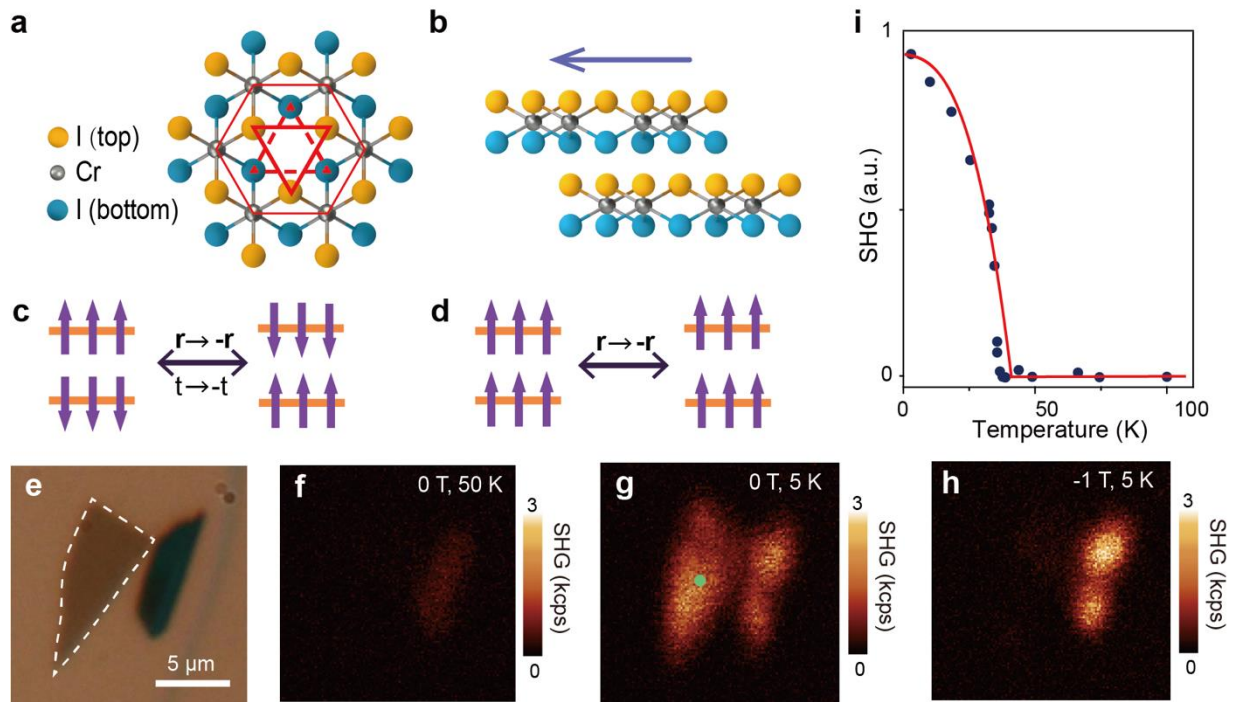 a
I (top)
Cr
I (bottom)
b
c
r→ -r
t→-t
d
r→ -r
e
5 µm
f
0 T, 50 K
3
SHG (kcps)
0
g
0 T, 5 K
3
SHG (kcps)
0
h
-1 T, 5 K
3
SHG (kcps)
0
i
1
SHG (a.u.)
0
0
50
100
Temperature (K)